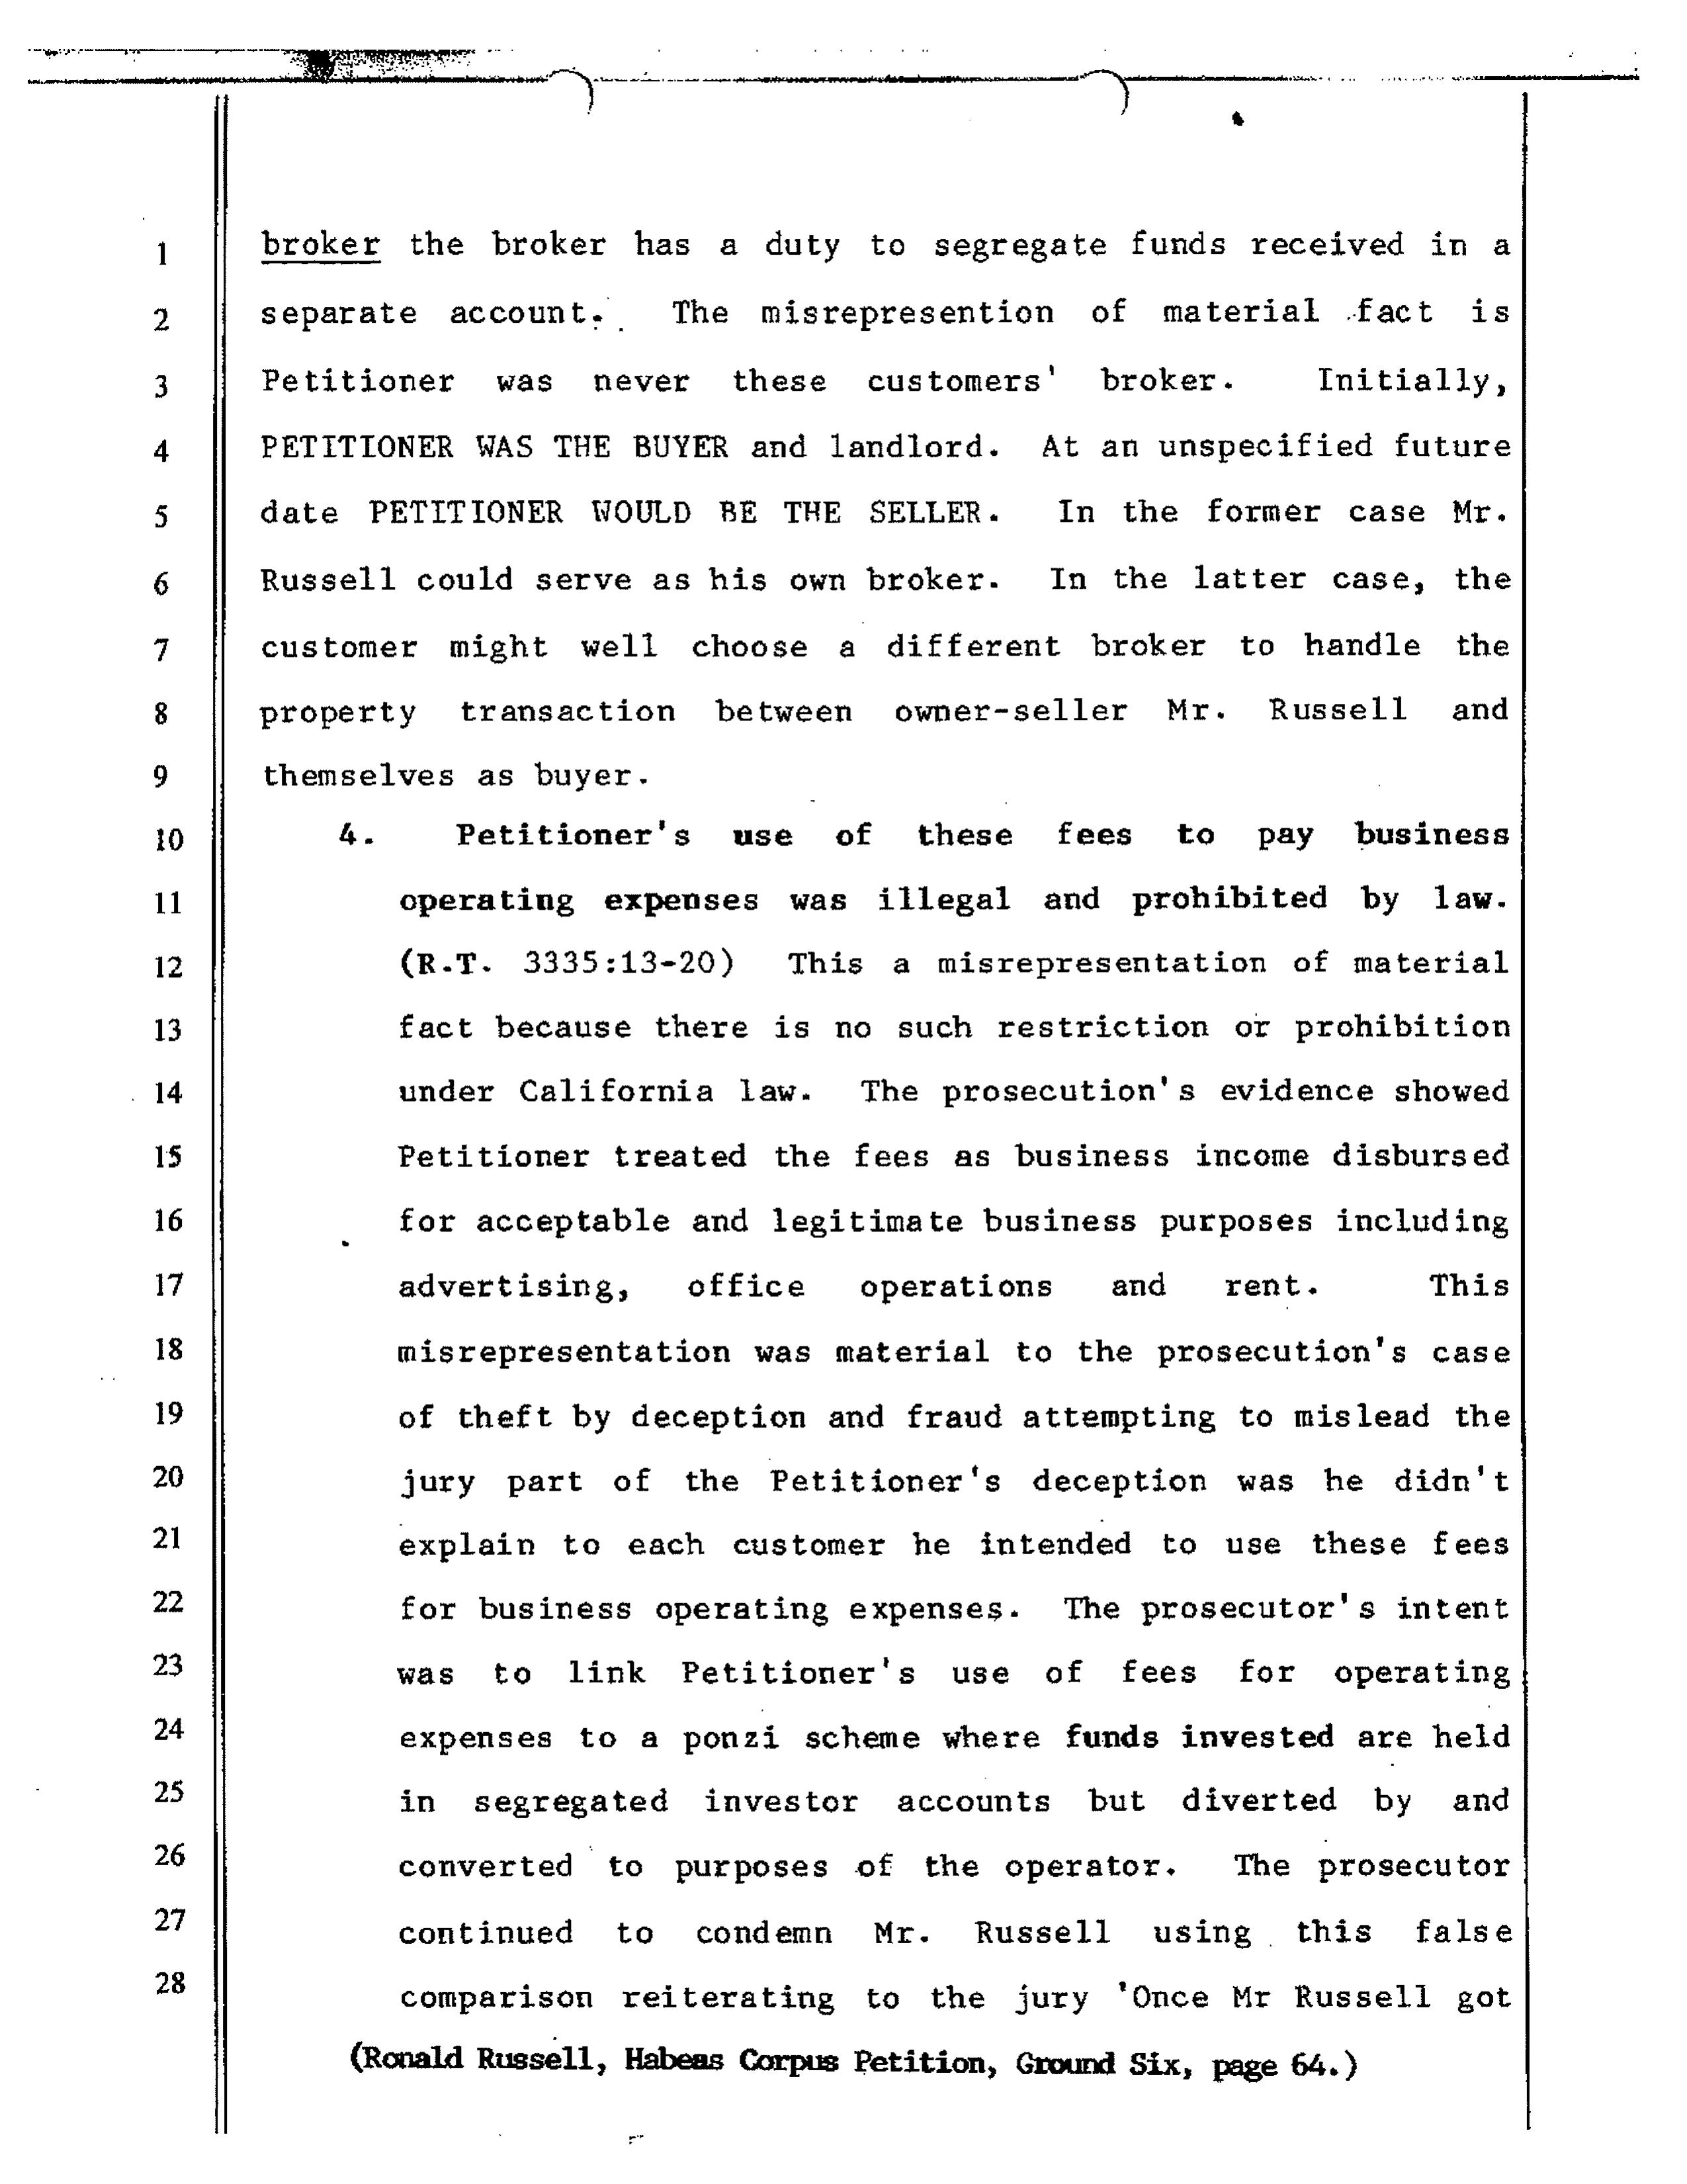 1 broker the broker has a duty to segregate funds received in a
2 separate account. The misrepresention of material fact is
3 Petitioner was never these customers' broker. Initially,
4 PETITIONER WAS THE BUYER and landlord. At an unspecified future
5 date PETITIONER WOULD BE THE SELLER. In the former case Mr.
6 Russell could serve as his own broker. In the latter case, the
7 customer might well choose a different broker to handle the
8 property transaction between owner-seller Mr. Russell and
9 themselves as buyer.
10 4. Petitioner's use of these fees to pay business
11 operating expenses was illegal and prohibited by law.
12 (R.T. 3335:13-20) This a misrepresentation of material
13 fact because there is no such restriction or prohibition
14 under California law. The prosecution's evidence showed
15 Petitioner treated the fees as business income disbursed
16 for acceptable and legitimate business purposes including
17 advertising, office operations and rent. This
18 misrepresentation was material to the prosecution's case
19 of theft by deception and fraud attempting to mislead the
20 jury part of the Petitioner's deception was he didn't
21 explain to each customer he intended to use these fees
22 for business operating expenses. The prosecutor's intent
23 was to link Petitioner's use of fees for operating
24 expenses to a ponzi scheme where funds invested are held
25 in segregated investor accounts but diverted by and
26 converted to purposes of the operator. The prosecutor
27 continued to condemn Mr. Russell using this false
28 comparison reiterating to the jury 'Once Mr Russell got
(Ronald Russell, Habeas Corpus Petition, Ground Six, page 64.)